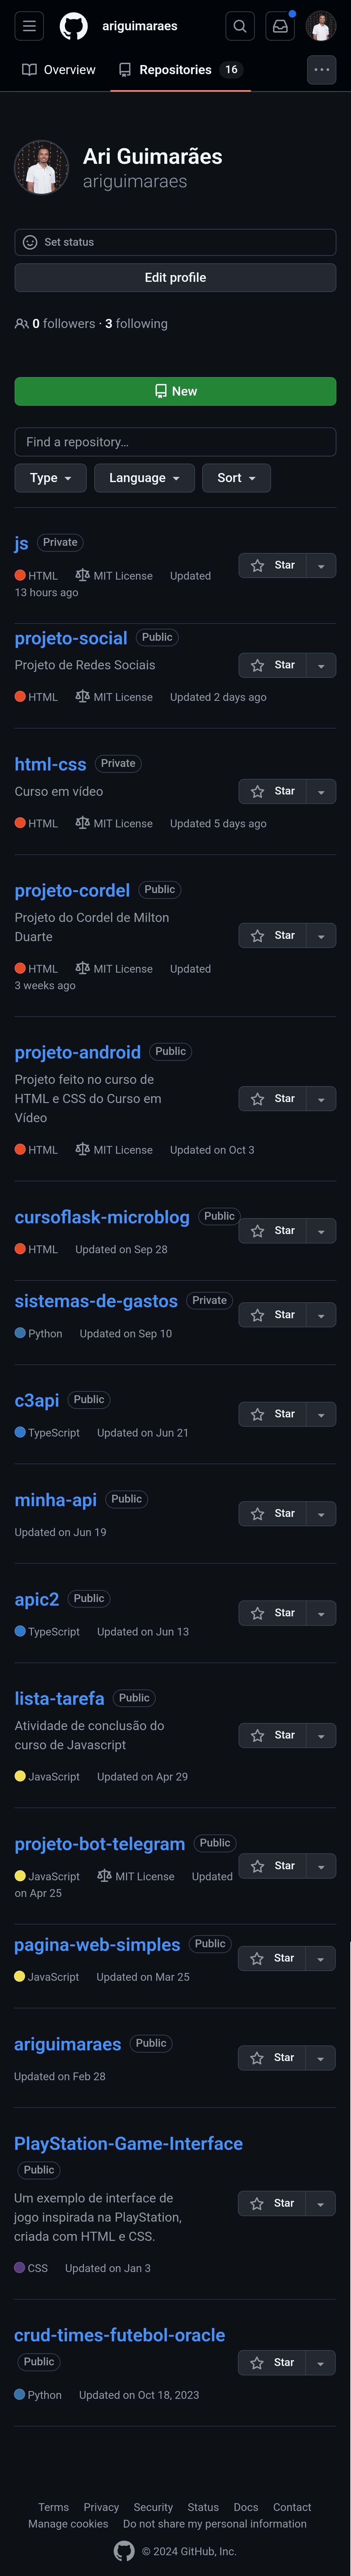 ariguimaraes
Overview Repositories 16
Ari Guimarães
ariguimaraes
Set status
Edit profile
0 followers · 3 following
New
Find a repository...
Type Language Sort
js Private
Star
HTML MIT License Updated
13 hours ago
projeto-social Public
Projeto de Redes Sociais
Star
HTML MIT License Updated 2 days ago
html-css Private
Curso em vídeo
Star
HTML MIT License Updated 5 days ago
projeto-cordel Public
Projeto do Cordel de Milton
Duarte
Star
HTML MIT License Updated
3 weeks ago
projeto-android Public
Projeto feito no curso de
HTML e CSS do Curso em
Vídeo
Star
HTML MIT License Updated on Oct 3
cursoflask-microblog Public
Star
HTML Updated on Sep 28
sistemas-de-gastos Private
Star
Python Updated on Sep 10
c3api Public
Star
TypeScript Updated on Jun 21
minha-api Public
Star
Updated on Jun 19
apic2 Public
Star
TypeScript Updated on Jun 13
lista-tarefa Public
Atividade de conclusão do
curso de Javascript
Star
JavaScript Updated on Apr 29
projeto-bot-telegram Public
Star
JavaScript MIT License Updated
on Apr 25
pagina-web-simples Public
Star
JavaScript Updated on Mar 25
ariguimaraes Public
Star
Updated on Feb 28
PlayStation-Game-Interface
Public
Um exemplo de interface de
jogo inspirada na PlayStation,
criada com HTML e CSS.
Star
CSS Updated on Jan 3
crud-times-futebol-oracle
Public
Star
Python Updated on Oct 18, 2023
Terms Privacy Security Status Docs Contact
Manage cookies Do not share my personal information
© 2024 GitHub, Inc.